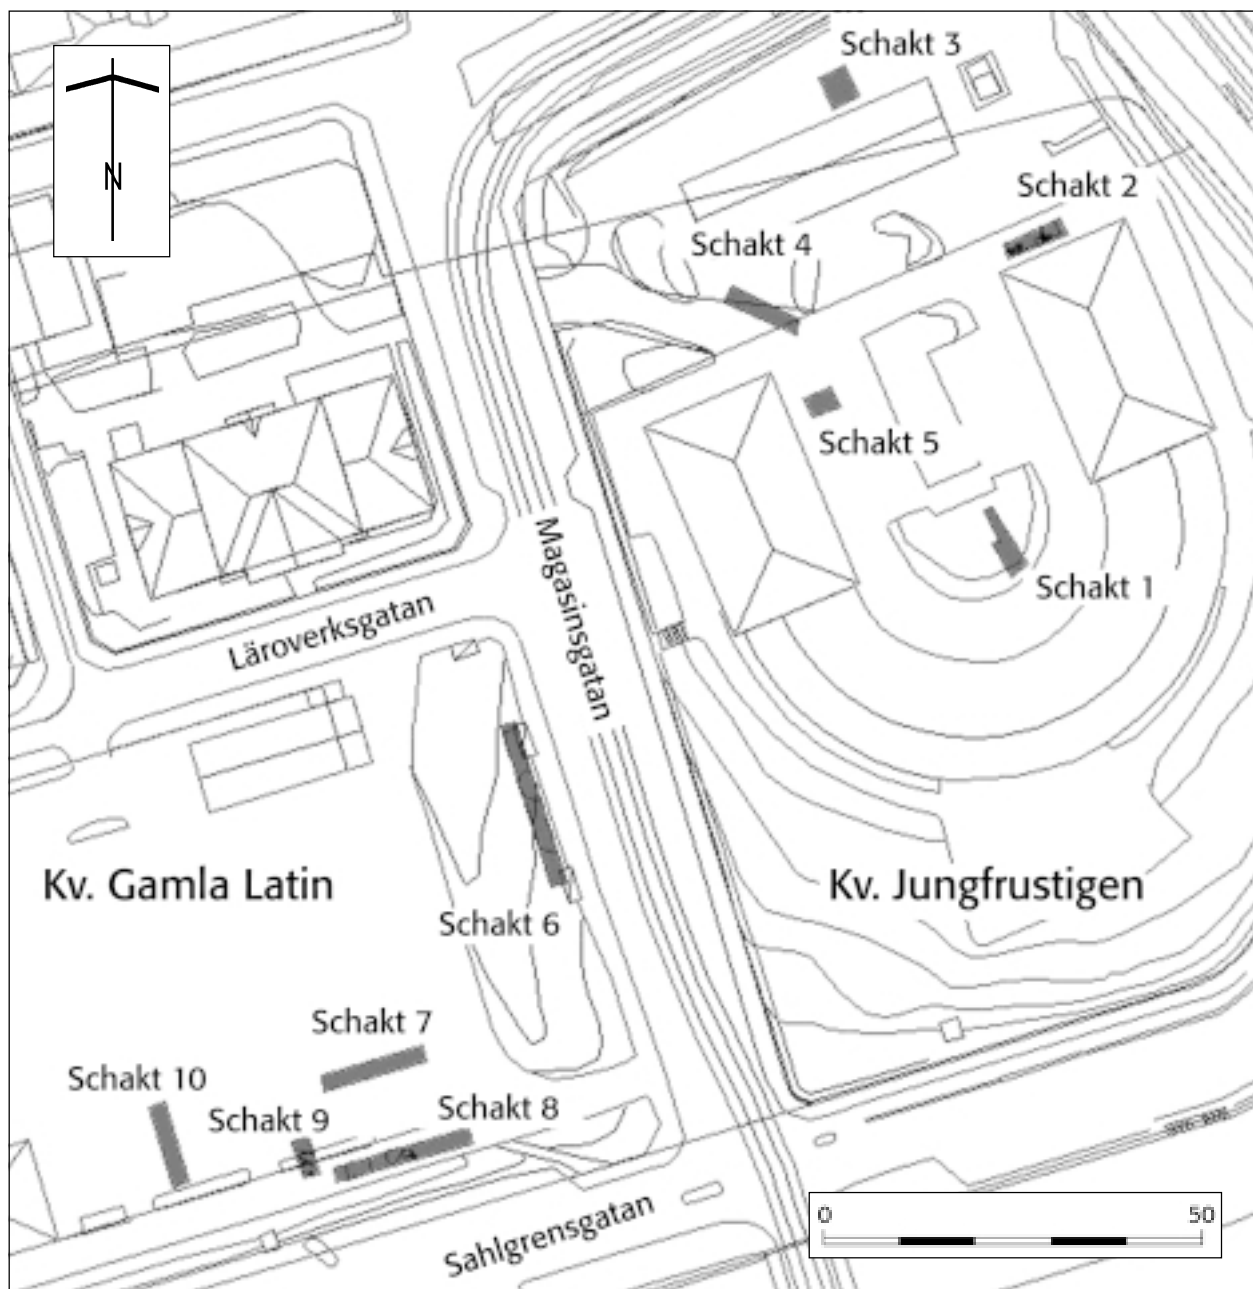 Schakt 3
N
Schakt 2
Schakt 4
Schakt 5
Magasinsgatan
Schakt 1
Läroverksgatan
Kv. Gamla Latin
Kv. Jungfrustigen
Schakt 6
Schakt 7
Schakt 10
Schakt 9
Schakt 8
Sahlgrensgatan
0 50